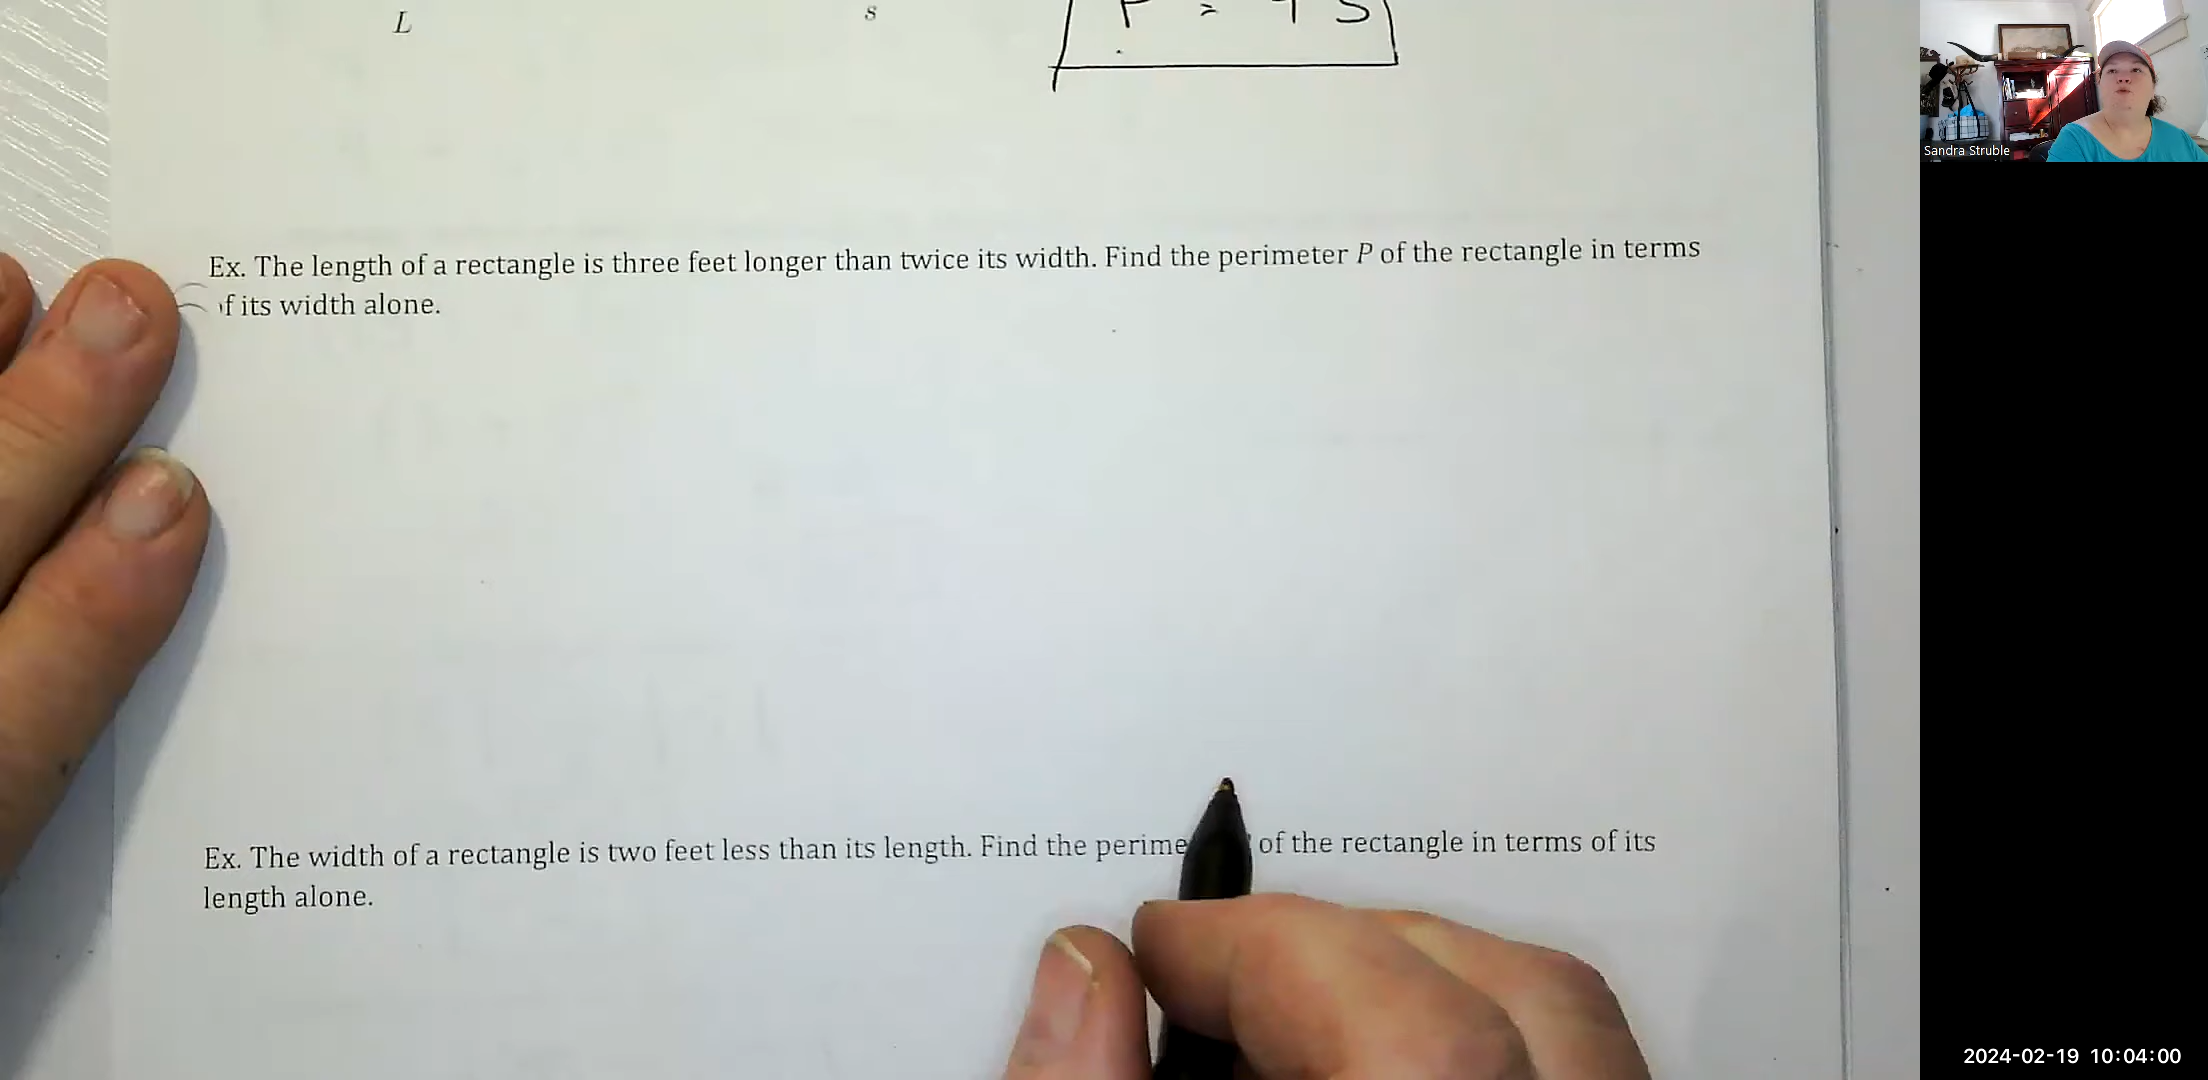 L
s
P = 4 s
Sandra Struble
Ex. The length of a rectangle is three feet longer than twice its width. Find the perimeter P of the rectangle in terms
f its width alone.
Ex. The width of a rectangle is two feet less than its length. Find the of the rectangle in terms of its
length alone.
2024-02-19 10:04:00